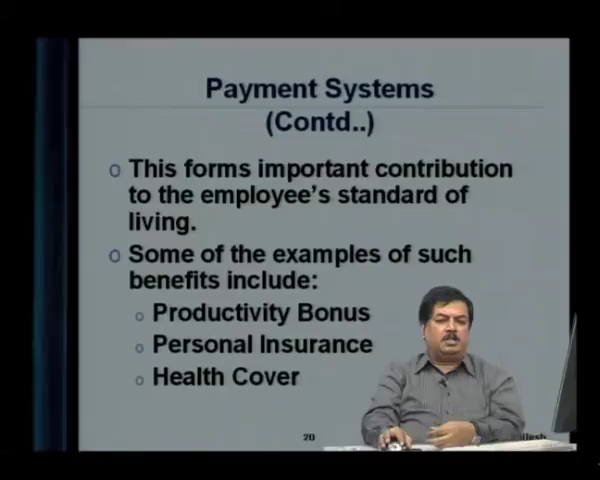 Payment Systems
(Contd..)
o This forms important contribution
to the employee's standard of
living.
o Some of the examples of such
benefits include:
o Productivity Bonus
o Personal Insurance
o Health Cover
20